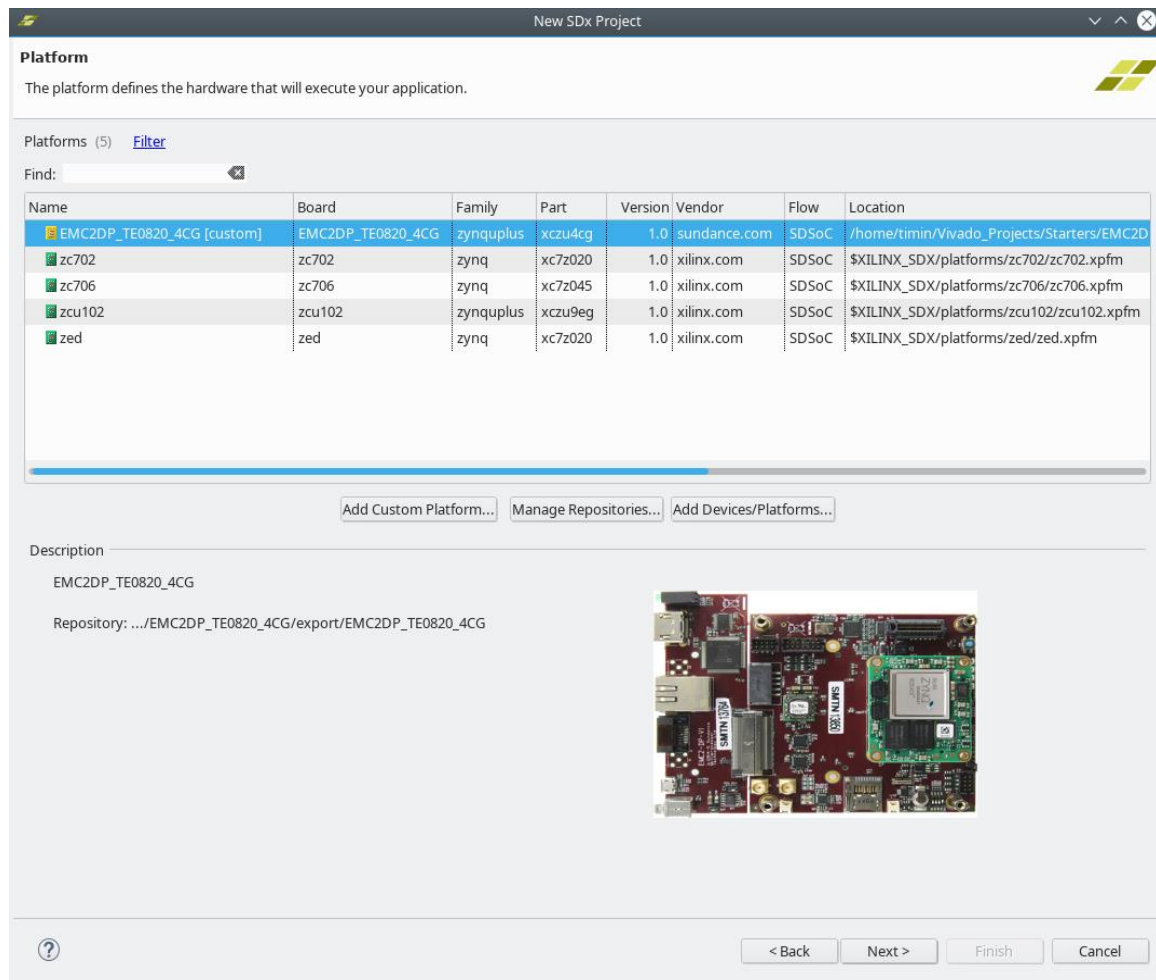 New SDx Project
Platform
The platform defines the hardware that will execute your application.
Platforms (5) Filter
Find:
Name Board Family Part Version Vendor Flow Location
EMC2DP_TE0820_4CG [custom] EMC2DP_TE0820_4CG zynquplus xczu4cg 1.0 sundance.com SDSoC /home/timin/Vivado_Projects/Starters/EMC2D
zc702 zc702 zynq xc7z020 1.0 xilinx.com SDSoC $XILINX_SDX/platforms/zc702/zc702.xpfm
zc706 zc706 zynq xc7z045 1.0 xilinx.com SDSoC $XILINX_SDX/platforms/zc706/zc706.xpfm
zcu102 zcu102 zynquplus xczu9eg 1.0 xilinx.com SDSoC $XILINX_SDX/platforms/zcu102/zcu102.xpfm
zed zed zynq xc7z020 1.0 xilinx.com SDSoC $XILINX_SDX/platforms/zed/zed.xpfm
Add Custom Platform... Manage Repositories... Add Devices/Platforms...
Description
EMC2DP_TE0820_4CG
Repository: .../EMC2DP_TE0820_4CG/export/EMC2DP_TE0820_4CG
EMC2-DP-V1
SMTN
ZYNQ
? < Back Next > Finish Cancel